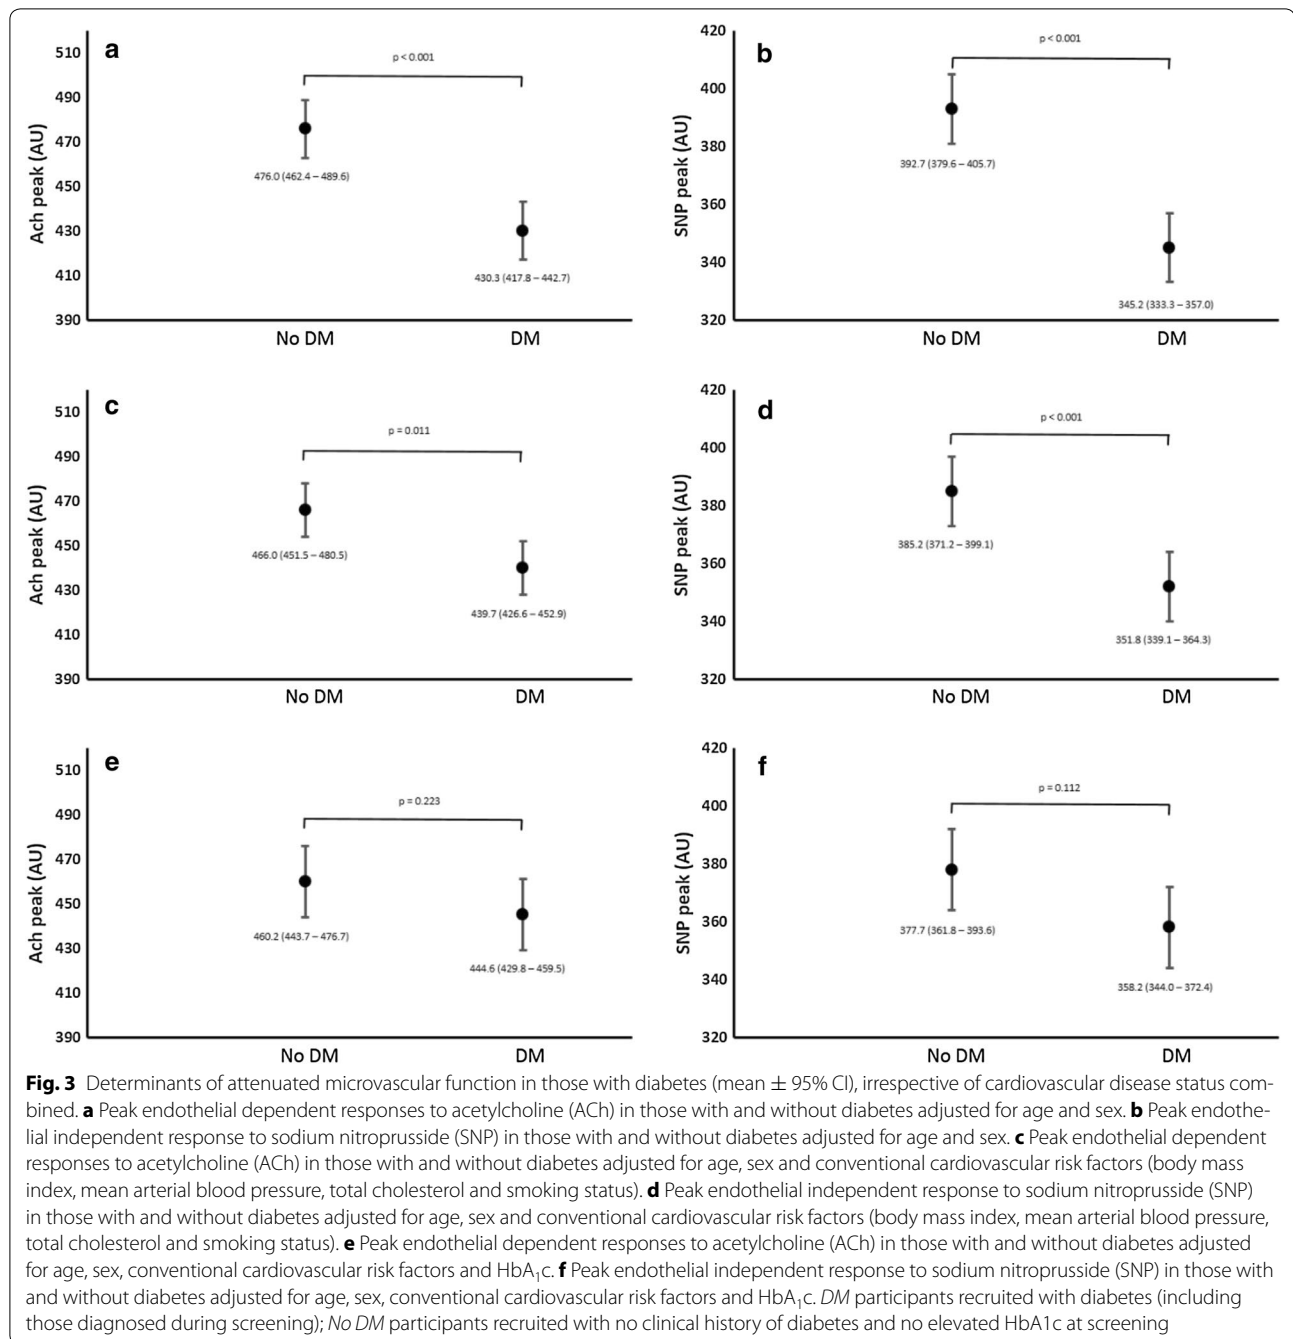 a
p < 0.001
Ach peak (AU)
510
490
470
450
430
410
390
476.0 (462.4 – 489.6)
430.3 (417.8 – 442.7)
No DM
DM
b
p < 0.001
SNP peak (AU)
420
400
380
360
340
320
392.7 (379.6 – 405.7)
345.2 (333.3 – 357.0)
No DM
DM
c
p = 0.011
Ach peak (AU)
510
490
470
450
430
410
390
466.0 (451.5 – 480.5)
439.7 (426.6 – 452.9)
No DM
DM
d
p < 0.001
SNP peak (AU)
420
400
380
360
340
320
385.2 (371.2 – 399.1)
351.8 (339.1 – 364.3)
No DM
DM
e
p = 0.223
Ach peak (AU)
510
490
470
450
430
410
390
460.2 (443.7 – 476.7)
444.6 (429.8 – 459.5)
No DM
DM
f
p = 0.112
SNP peak (AU)
420
400
380
360
340
320
377.7 (361.8 – 393.6)
358.2 (344.0 – 372.4)
No DM
DM
Fig. 3 Determinants of attenuated microvascular function in those with diabetes (mean ± 95% CI), irrespective of cardiovascular disease status com-
bined. a Peak endothelial dependent responses to acetylcholine (ACh) in those with and without diabetes adjusted for age and sex. b Peak endothe-
lial independent response to sodium nitroprusside (SNP) in those with and without diabetes adjusted for age and sex. c Peak endothelial dependent
responses to acetylcholine (ACh) in those with and without diabetes adjusted for age, sex and conventional cardiovascular risk factors (body mass
index, mean arterial blood pressure, total cholesterol and smoking status). d Peak endothelial independent response to sodium nitroprusside (SNP)
in those with and without diabetes adjusted for age, sex and conventional cardiovascular risk factors (body mass index, mean arterial blood pressure,
total cholesterol and smoking status). e Peak endothelial dependent responses to acetylcholine (ACh) in those with and without diabetes adjusted
for age, sex, conventional cardiovascular risk factors and HbA₁c. f Peak endothelial independent response to sodium nitroprusside (SNP) in those with
and without diabetes adjusted for age, sex, conventional cardiovascular risk factors and HbA₁c. DM participants recruited with diabetes (including
those diagnosed during screening); No DM participants recruited with no clinical history of diabetes and no elevated HbA1c at screening